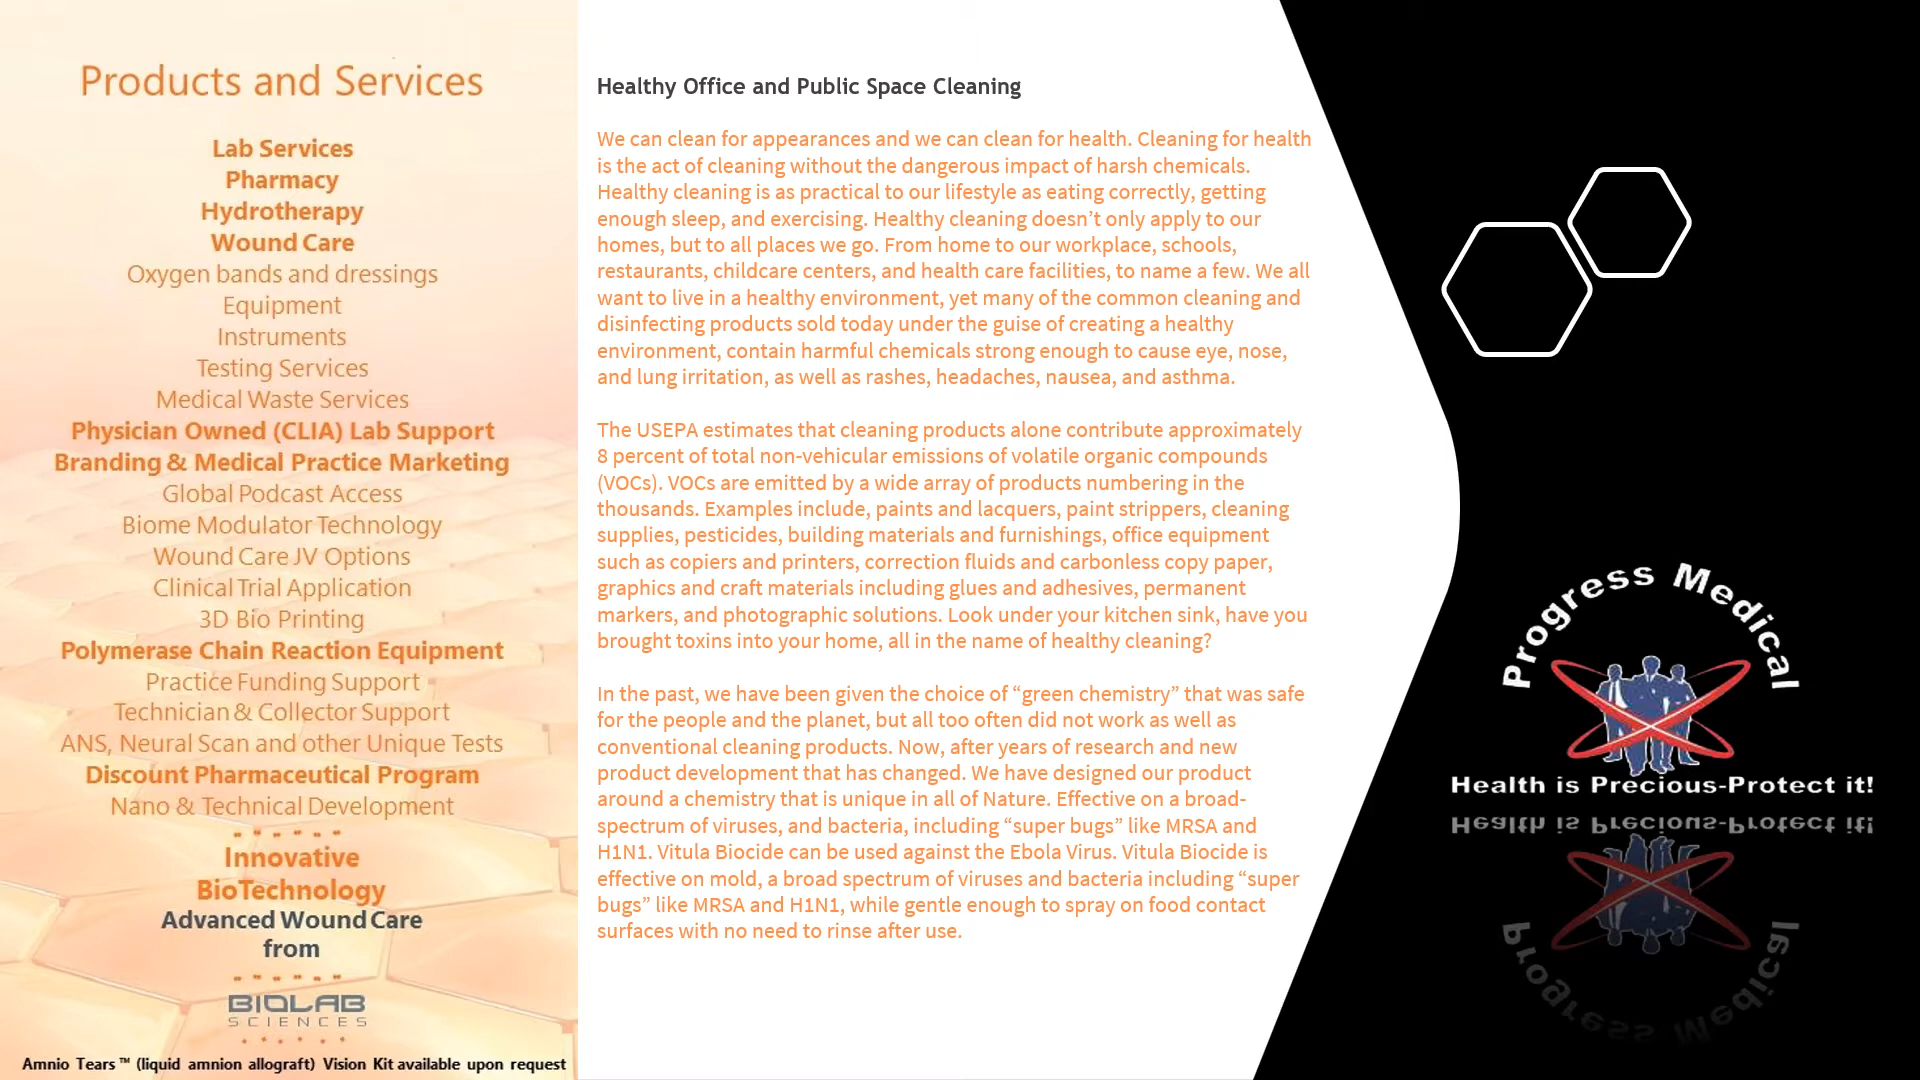 Products and Services
Lab Services
Pharmacy
Hydrotherapy
Wound Care
Oxygen bands and dressings
Equipment
Instruments
Testing Services
Medical Waste Services
Physician Owned (CLIA) Lab Support
Branding & Medical Practice Marketing
Global Podcast Access
Biome Modulator Technology
Wound Care JV Options
Clinical Trial Application
3D Bio Printing
Polymerase Chain Reaction Equipment
Practice Funding Support
Technician & Collector Support
ANS, Neural Scan and other Unique Tests
Discount Pharmaceutical Program
Nano & Technical Development
Innovative
BioTechnology
Advanced Wound Care
from
BIOLAB
SCIENCES
Amnio Tears™ (liquid amnion allograft) Vision Kit available upon request
Healthy Office and Public Space Cleaning
We can clean for appearances and we can clean for health. Cleaning for health
is the act of cleaning without the dangerous impact of harsh chemicals.
Healthy cleaning is as practical to our lifestyle as eating correctly, getting
enough sleep, and exercising. Healthy cleaning doesn’t only apply to our
homes, but to all places we go. From home to our workplace, schools,
restaurants, childcare centers, and health care facilities, to name a few. We all
want to live in a healthy environment, yet many of the common cleaning and
disinfecting products sold today under the guise of creating a healthy
environment, contain harmful chemicals strong enough to cause eye, nose,
and lung irritation, as well as rashes, headaches, nausea, and asthma.
The USEPA estimates that cleaning products alone contribute approximately
8 percent of total non-vehicular emissions of volatile organic compounds
(VOCs). VOCs are emitted by a wide array of products numbering in the
thousands. Examples include, paints and lacquers, paint strippers, cleaning
supplies, pesticides, building materials and furnishings, office equipment
such as copiers and printers, correction fluids and carbonless copy paper,
graphics and craft materials including glues and adhesives, permanent
markers, and photographic solutions. Look under your kitchen sink, have you
brought toxins into your home, all in the name of healthy cleaning?
In the past, we have been given the choice of “green chemistry” that was safe
for the people and the planet, but all too often did not work as well as
conventional cleaning products. Now, after years of research and new
product development that has changed. We have designed our product
around a chemistry that is unique in all of Nature. Effective on a broad-
spectrum of viruses, and bacteria, including “super bugs” like MRSA and
H1N1. Vitula Biocide can be used against the Ebola Virus. Vitula Biocide is
effective on mold, a broad spectrum of viruses and bacteria including “super
bugs” like MRSA and H1N1, while gentle enough to spray on food contact
surfaces with no need to rinse after use.
Progress Medical
Health is Precious-Protect it!
Health is Precious-Protect it!
Progress Medical